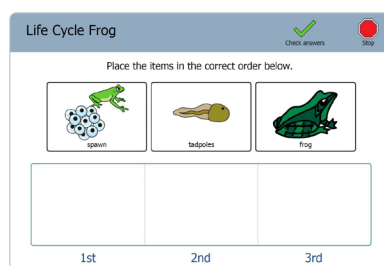 Life Cycle Frog
Check answers
Stop
Place the items in the correct order below.
spawn
tadpoles
frog
1st
2nd
3rd